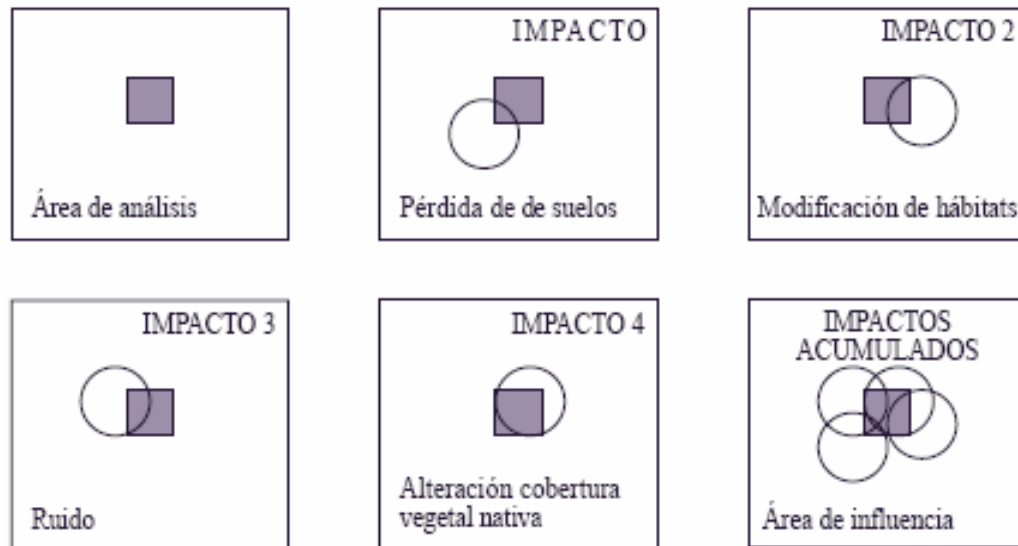 Área de análisis
IMPACTO
Pérdida de de suelos
IMPACTO 2
Modificación de hábitats
IMPACTO 3
Ruido
IMPACTO 4
Alteración cobertura
vegetal nativa
IMPACTOS
ACUMULADOS
Área de influencia